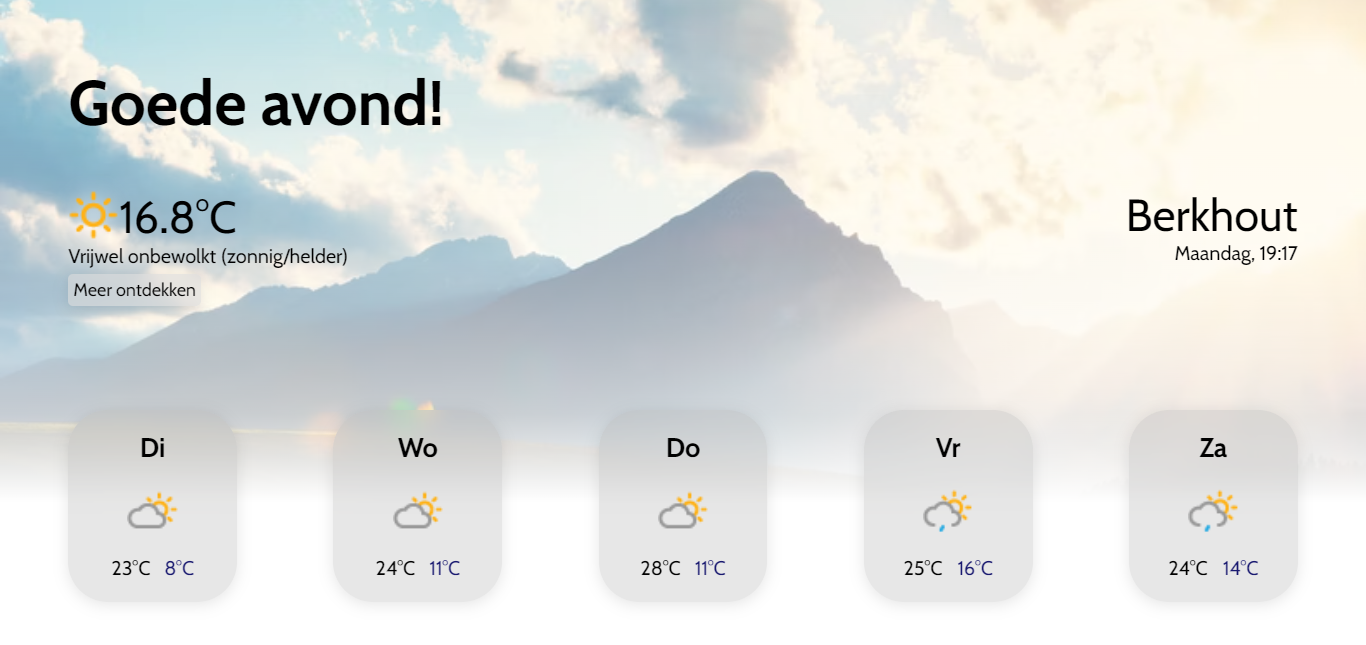 Goede avond!
16.8°C
Vrijwel onbewolkt (zonnig/helder)
Meer ontdekken
Berkhout
Maandag, 19:17
Di
23°C 8°C
Wo
24°C 11°C
Do
28°C 11°C
Vr
25°C 16°C
Za
24°C 14°C